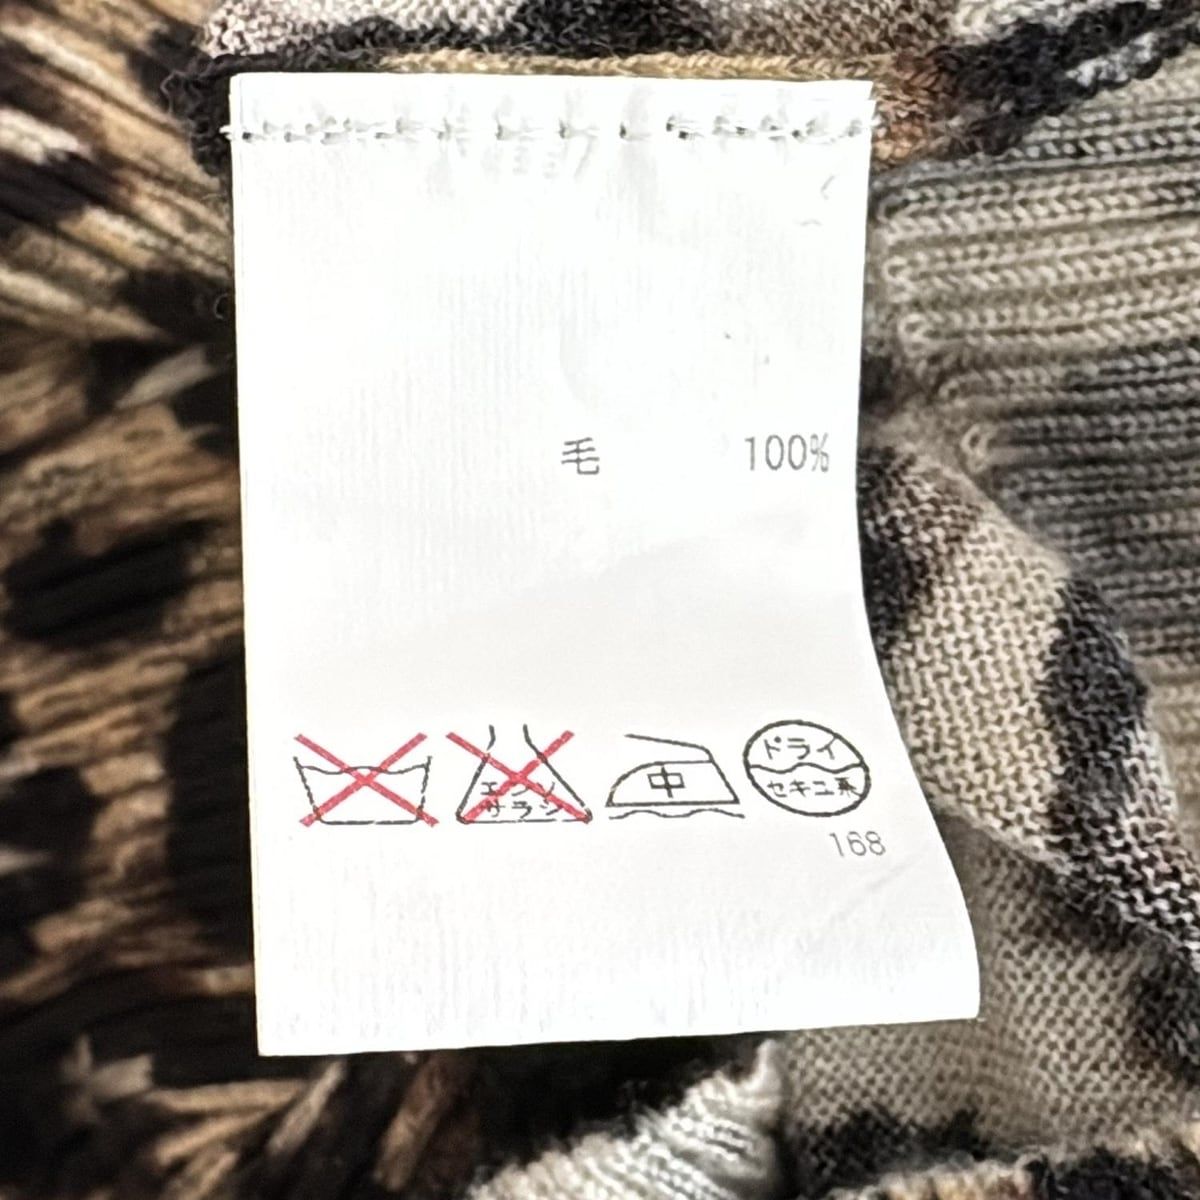 毛 100%
エンソ
サラシ
中
ドライ
セキユ系
168